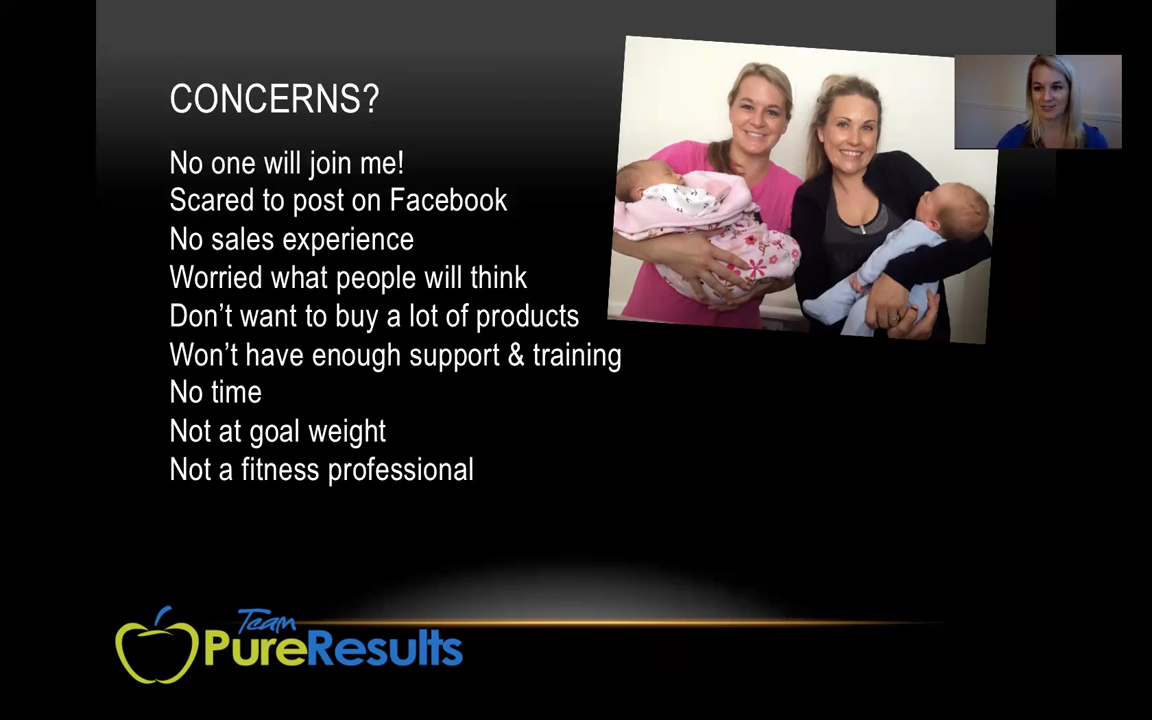 CONCERNS?
No one will join me!
Scared to post on Facebook
No sales experience
Worried what people will think
Don't want to buy a lot of products
Won't have enough support & training
No time
Not at goal weight
Not a fitness professional
Team
PureResults